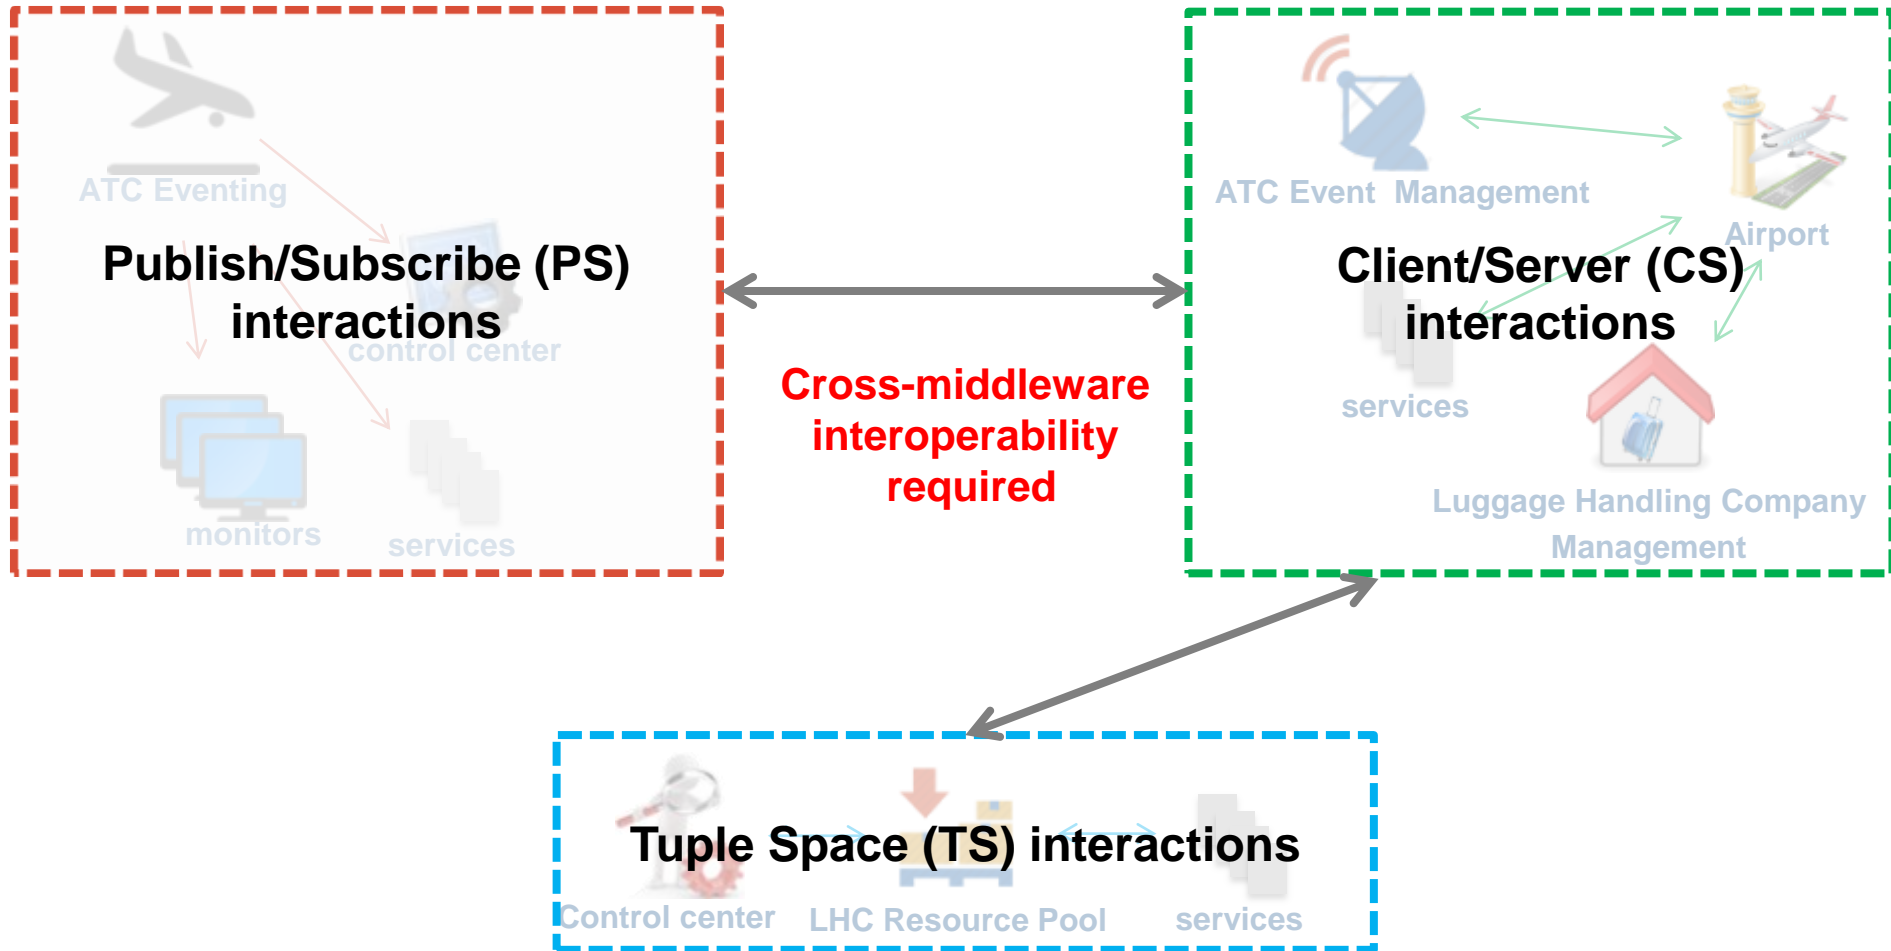 ATC Eventing
Publish/Subscribe (PS)
interactions
control center
monitors
services
Cross-middleware
interoperability
required
ATC Event  Management
Airport
Client/Server (CS)
interactions
services
Luggage Handling Company
Management
Tuple Space (TS) interactions
Control center
LHC Resource Pool
services